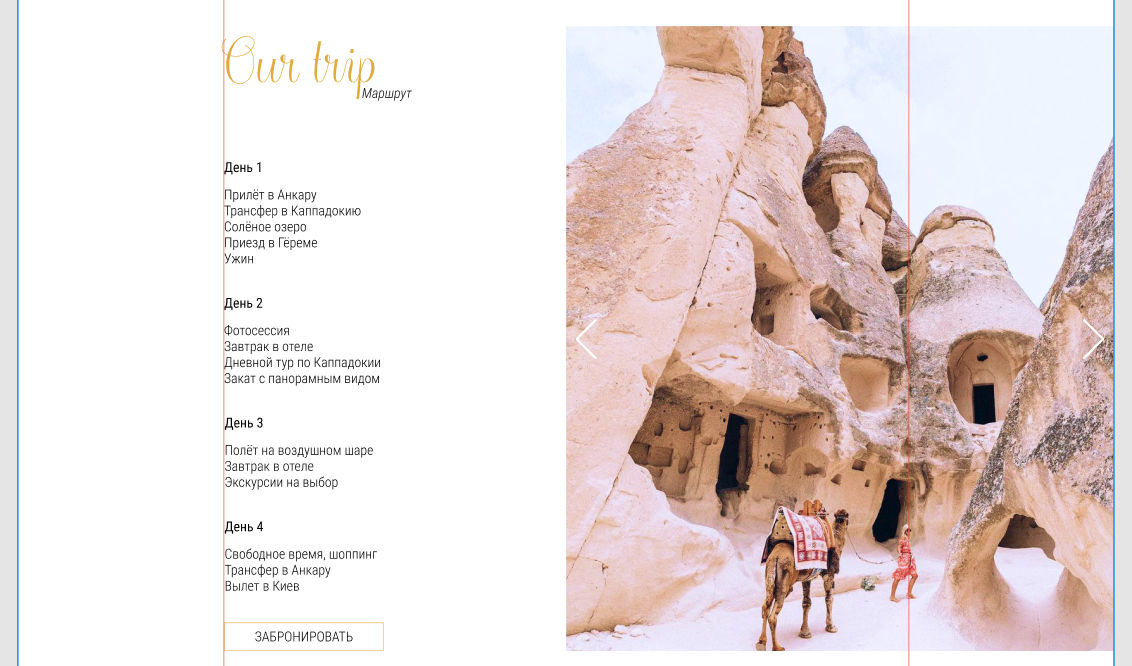 Our trip
Маршрут
День 1
Прилёт в Анкару
Трансфер в Каппадокию
Солёное озеро
Приезд в Гёреме
Ужин
День 2
Фотосессия
Завтрак в отеле
Дневной тур по Каппадокии
Закат с панорамным видом
День 3
Полёт на воздушном шаре
Завтрак в отеле
Экскурсии на выбор
День 4
Свободное время, шоппинг
Трансфер в Анкару
Вылет в Киев
ЗАБРОНИРОВАТЬ